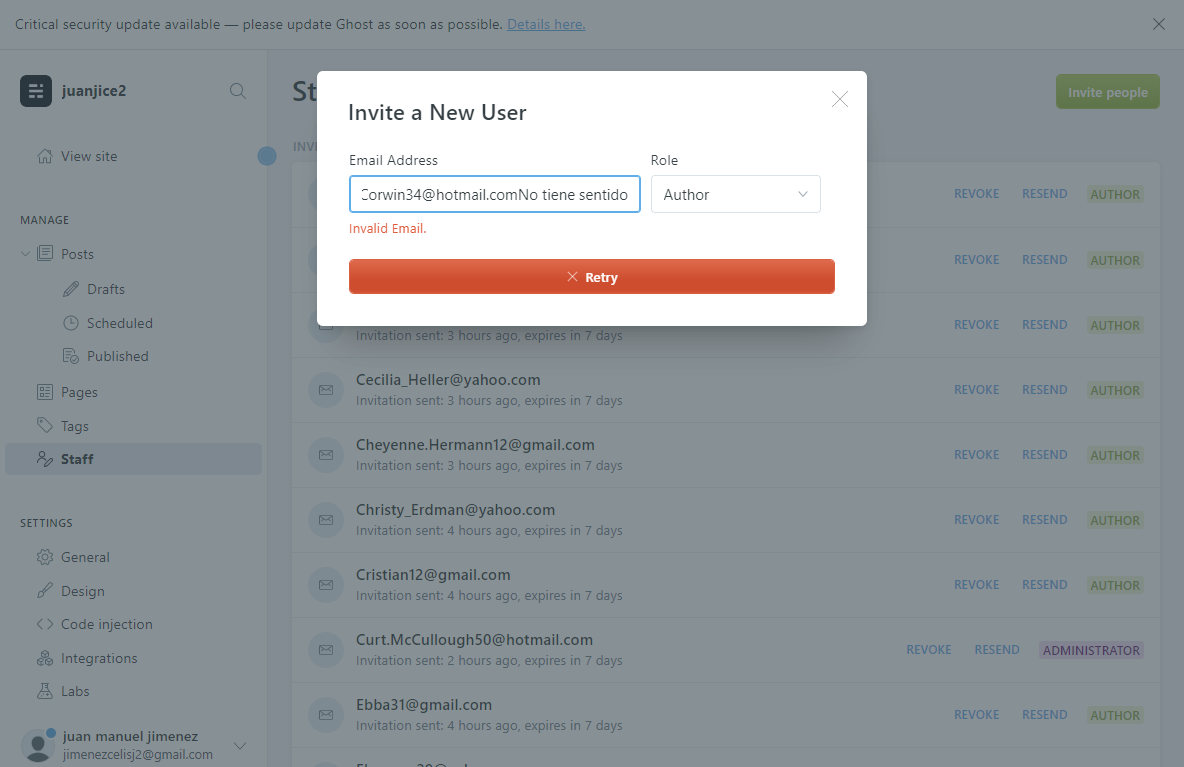 Critical security update available — please update Ghost as soon as possible. Details here.
juanjice2
Invite people
View site
MANAGE
Posts
Drafts
Scheduled
Published
Pages
Tags
Staff
SETTINGS
General
Design
Code injection
Integrations
Labs
juan manuel jimenez
jimenezcelisj2@gmail.com
Invite a New User
Email Address
Role
Corwin34@hotmail.comNo tiene sentido
Author
Invalid Email.
Retry
REVOKE RESEND AUTHOR
REVOKE RESEND AUTHOR
REVOKE RESEND AUTHOR
Invitation sent: 3 hours ago, expires in 7 days
Cecilia_Heller@yahoo.com
REVOKE RESEND AUTHOR
Invitation sent: 3 hours ago, expires in 7 days
Cheyenne.Hermann12@gmail.com
REVOKE RESEND AUTHOR
Invitation sent: 3 hours ago, expires in 7 days
Christy_Erdman@yahoo.com
REVOKE RESEND AUTHOR
Invitation sent: 4 hours ago, expires in 7 days
Cristian12@gmail.com
REVOKE RESEND AUTHOR
Invitation sent: 4 hours ago, expires in 7 days
Curt.McCullough50@hotmail.com
REVOKE RESEND ADMINISTRATOR
Invitation sent: 2 hours ago, expires in 7 days
Ebba31@gmail.com
REVOKE RESEND AUTHOR
Invitation sent: 4 hours ago, expires in 7 days